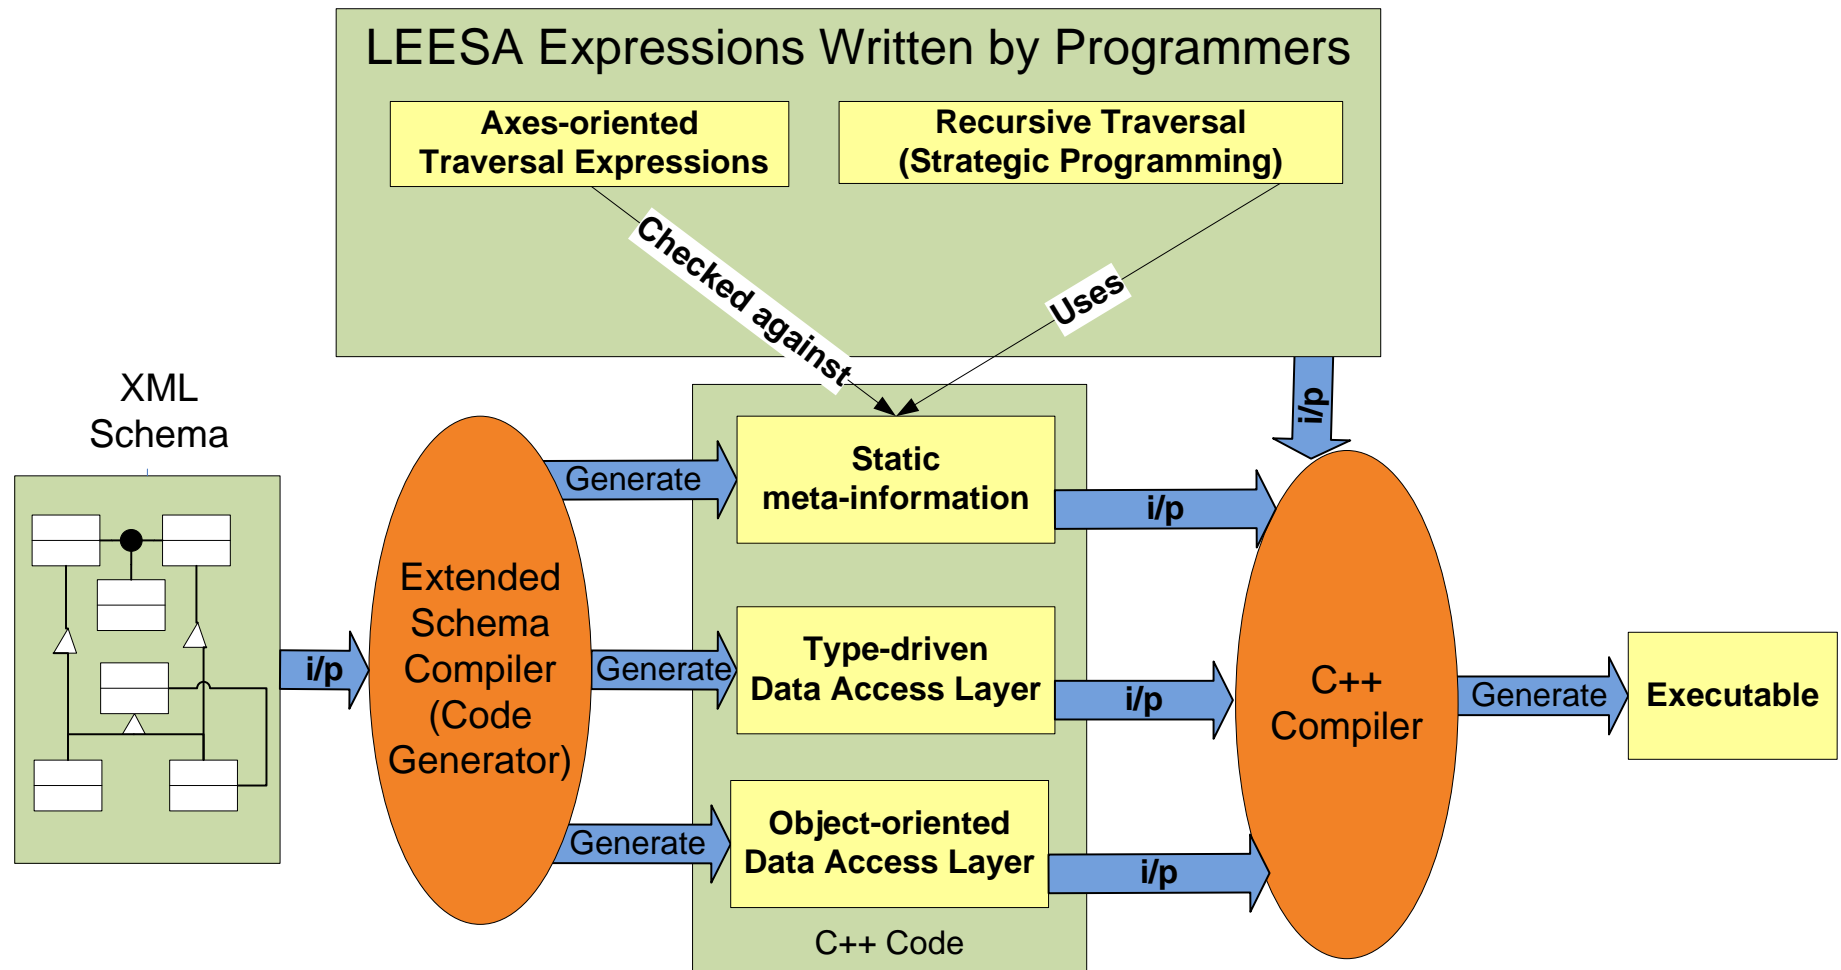 LEESA Expressions Written by Programmers
Axes-oriented
Traversal Expressions
Recursive Traversal
(Strategic Programming)
Checked against
Uses
i/p
XML
Schema
i/p
Extended
Schema
Compiler
(Code
Generator)
Generate
Static
meta-information
i/p
Generate
Type-driven
Data Access Layer
i/p
Generate
Object-oriented
Data Access Layer
i/p
C++ Code
C++
Compiler
Generate
Executable